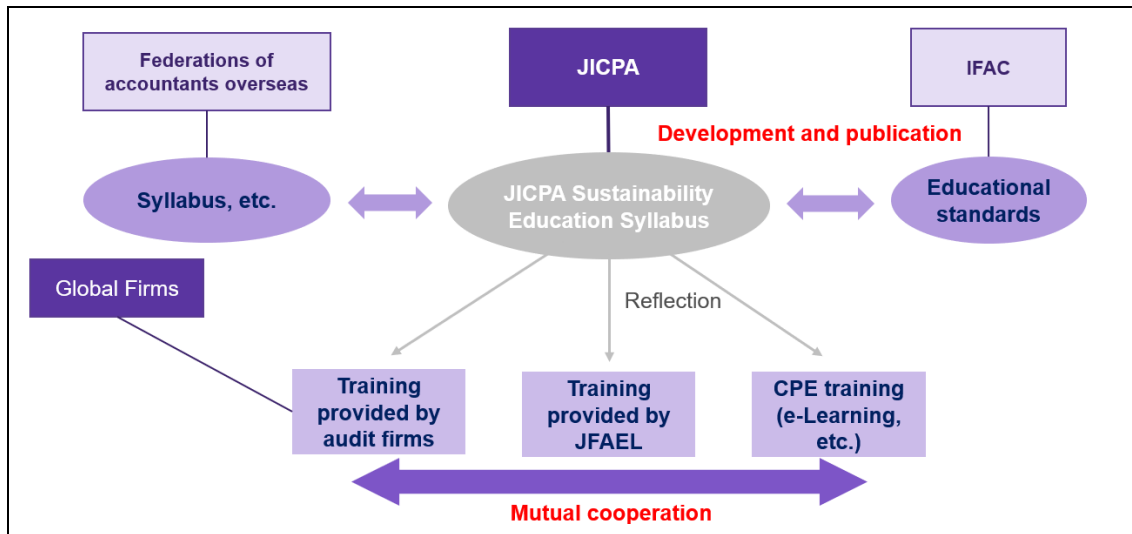 Federations of
accountants overseas
JICPA
IFAC
Development and publication
Syllabus, etc.
JICPA Sustainability
Education Syllabus
Educational
standards
Global Firms
Reflection
Training
provided by
audit firms
Training
provided by
JFAEL
CPE training
(e-Learning,
etc.)
Mutual cooperation